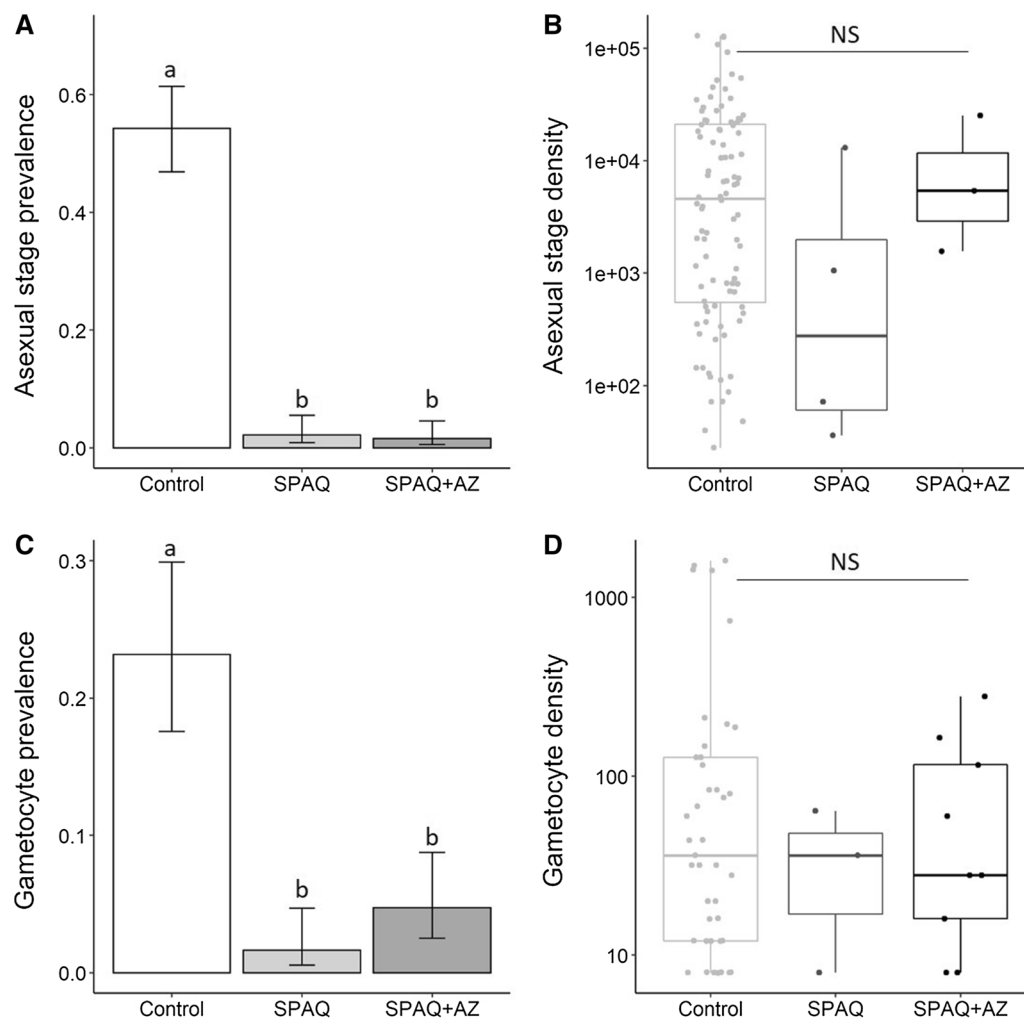 A
Asexual stage prevalence
0.6
0.4
0.2
0.0
a
b
b
Control SPAQ SPAQ+AZ
B
Asexual stage density
1e+05
1e+04
1e+03
1e+02
NS
Control SPAQ SPAQ+AZ
C
Gametocyte prevalence
0.3
0.2
0.1
0.0
a
b
b
Control SPAQ SPAQ+AZ
D
Gametocyte density
1000
100
10
NS
Control SPAQ SPAQ+AZ